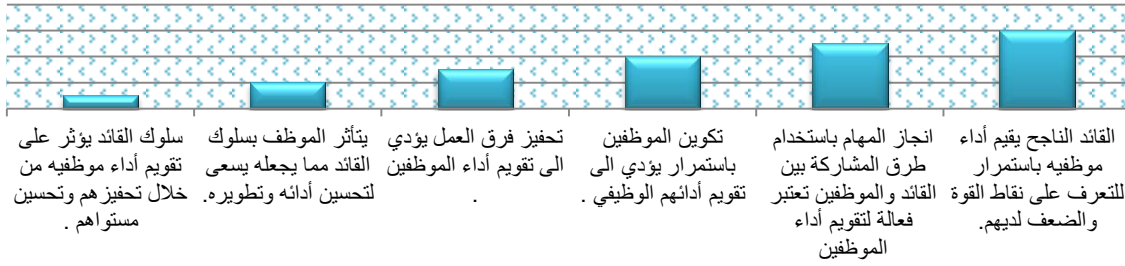 سلوك القائد يؤثر على
تقويم أداء موظفيه من
خلال تحفيزهم وتحسين
مستواهم .
يتأثر الموظف بسلوك
القائد مما يجعله يسعى
لتحسين أدائه وتطويره.
تحفيز فرق العمل يؤدي
الى تقويم أداء الموظفين
.
تكوين الموظفين
باستمرار يؤدي الى
تقويم أدائهم الوظيفي .
انجاز المهام باستخدام
طرق المشاركة بين
القائد والموظفين تعتبر
فعالة لتقويم أداء
الموظفين
القائد الناجح يقيم أداء
موظفيه باستمرار
للتعرف على نقاط القوة
والضعف لديهم.